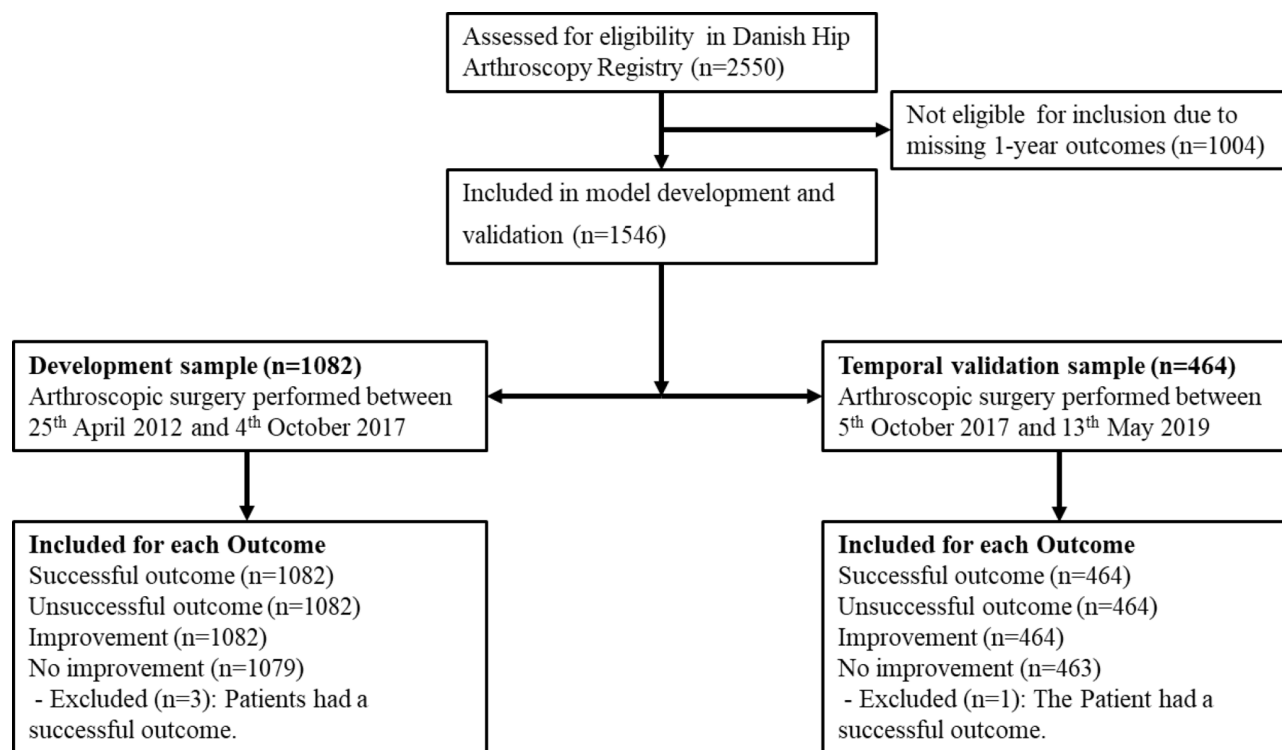 Assessed for eligibility in Danish Hip
Arthroscopy Registry (n=2550)
Not eligible for inclusion due to
missing 1-year outcomes (n=1004)
Included in model development and
validation (n=1546)
Development sample (n=1082)
Arthroscopic surgery performed between
25th April 2012 and 4th October 2017
Temporal validation sample (n=464)
Arthroscopic surgery performed between
5th October 2017 and 13th May 2019
Included for each Outcome
Successful outcome (n=1082)
Unsuccessful outcome (n=1082)
Improvement (n=1082)
No improvement (n=1079)
- Excluded (n=3): Patients had a
successful outcome.
Included for each Outcome
Successful outcome (n=464)
Unsuccessful outcome (n=464)
Improvement (n=464)
No improvement (n=463)
- Excluded (n=1): The Patient had a
successful outcome.